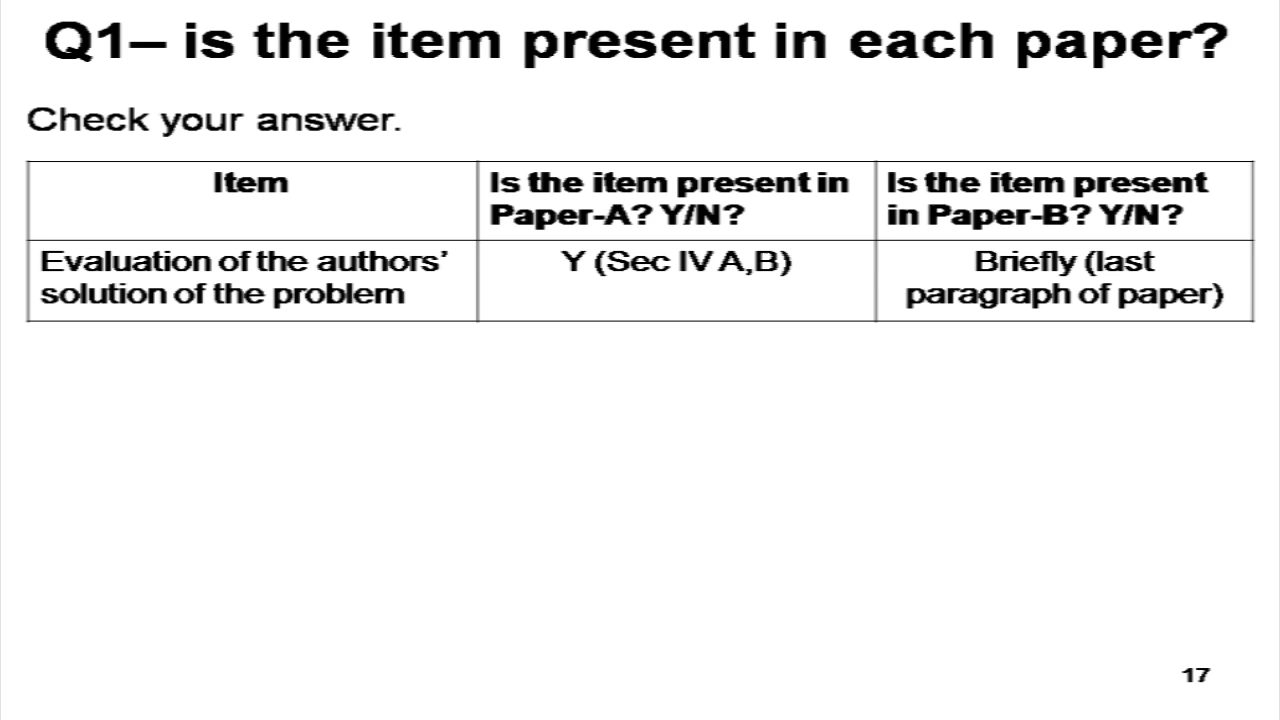 Q1– is the item present in each paper?
Check your answer.
Item
Is the item present in
Paper-A? Y/N?
Is the item present
in Paper-B? Y/N?
Evaluation of the authors’
solution of the problem
Y (Sec IV A,B)
Briefly (last
paragraph of paper)
17